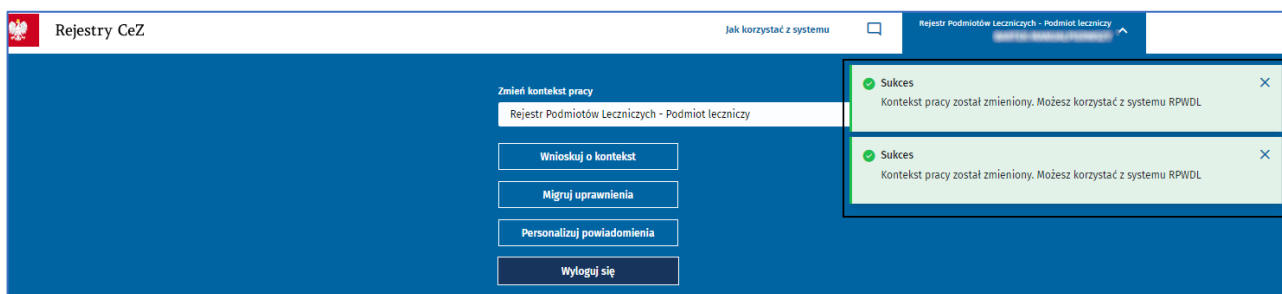 Rejestry CeZ
Jak korzystać z systemu
Rejestr Podmiotów Leczniczych - Podmiot leczniczy
Zmień kontekst pracy
Rejestr Podmiotów Leczniczych - Podmiot leczniczy
Wnioskuj o kontekst
Migruj uprawnienia
Personalizuj powiadomienia
Wyloguj się
Sukces
Kontekst pracy został zmieniony. Możesz korzystać z systemu RPWDL
Sukces
Kontekst pracy został zmieniony. Możesz korzystać z systemu RPWDL